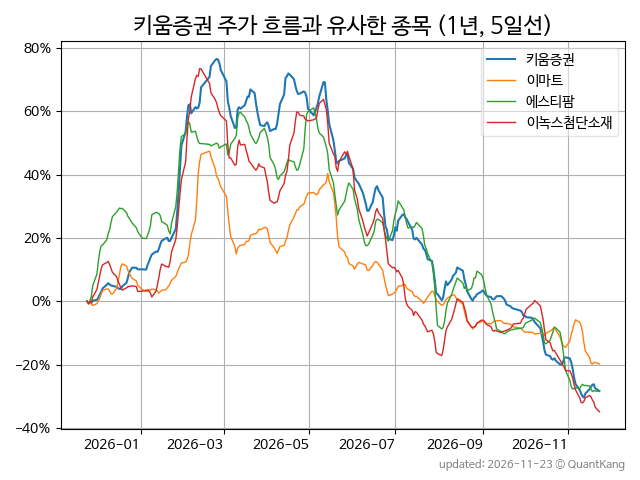 키움증권 주가 흐름과 유사한 종목 (1년, 5일선)
80%
60%
40%
20%
0%
−20%
−40%
키움증권
이마트
에스티팜
이녹스첨단소재
2026-01
2026-03
2026-05
2026-07
2026-09
2026-11
updated: 2026-11-23 © QuantKang